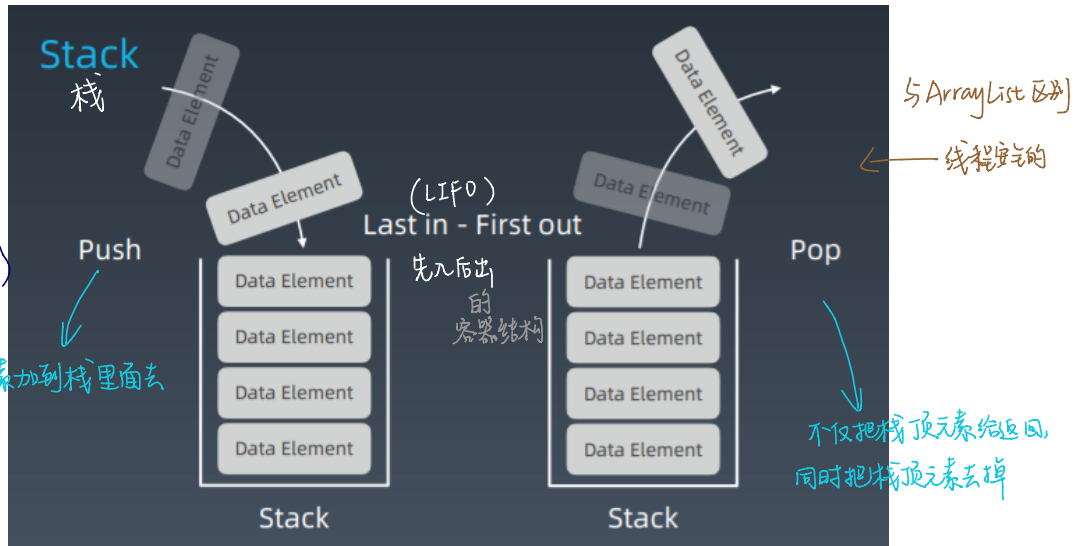 Stack
栈
Data Element
Data Element
Push
素加到栈里面去
(LIFO)
Last in - First out
先入后出
的
容器结构
Data Element
Data Element
Data Element
Data Element
Stack
Data Element
Data Element
Pop
Data Element
Data Element
Data Element
Data Element
Stack
与ArrayList区别
线程安全的
不仅把栈顶元素给返回,
同时把栈顶元素去掉